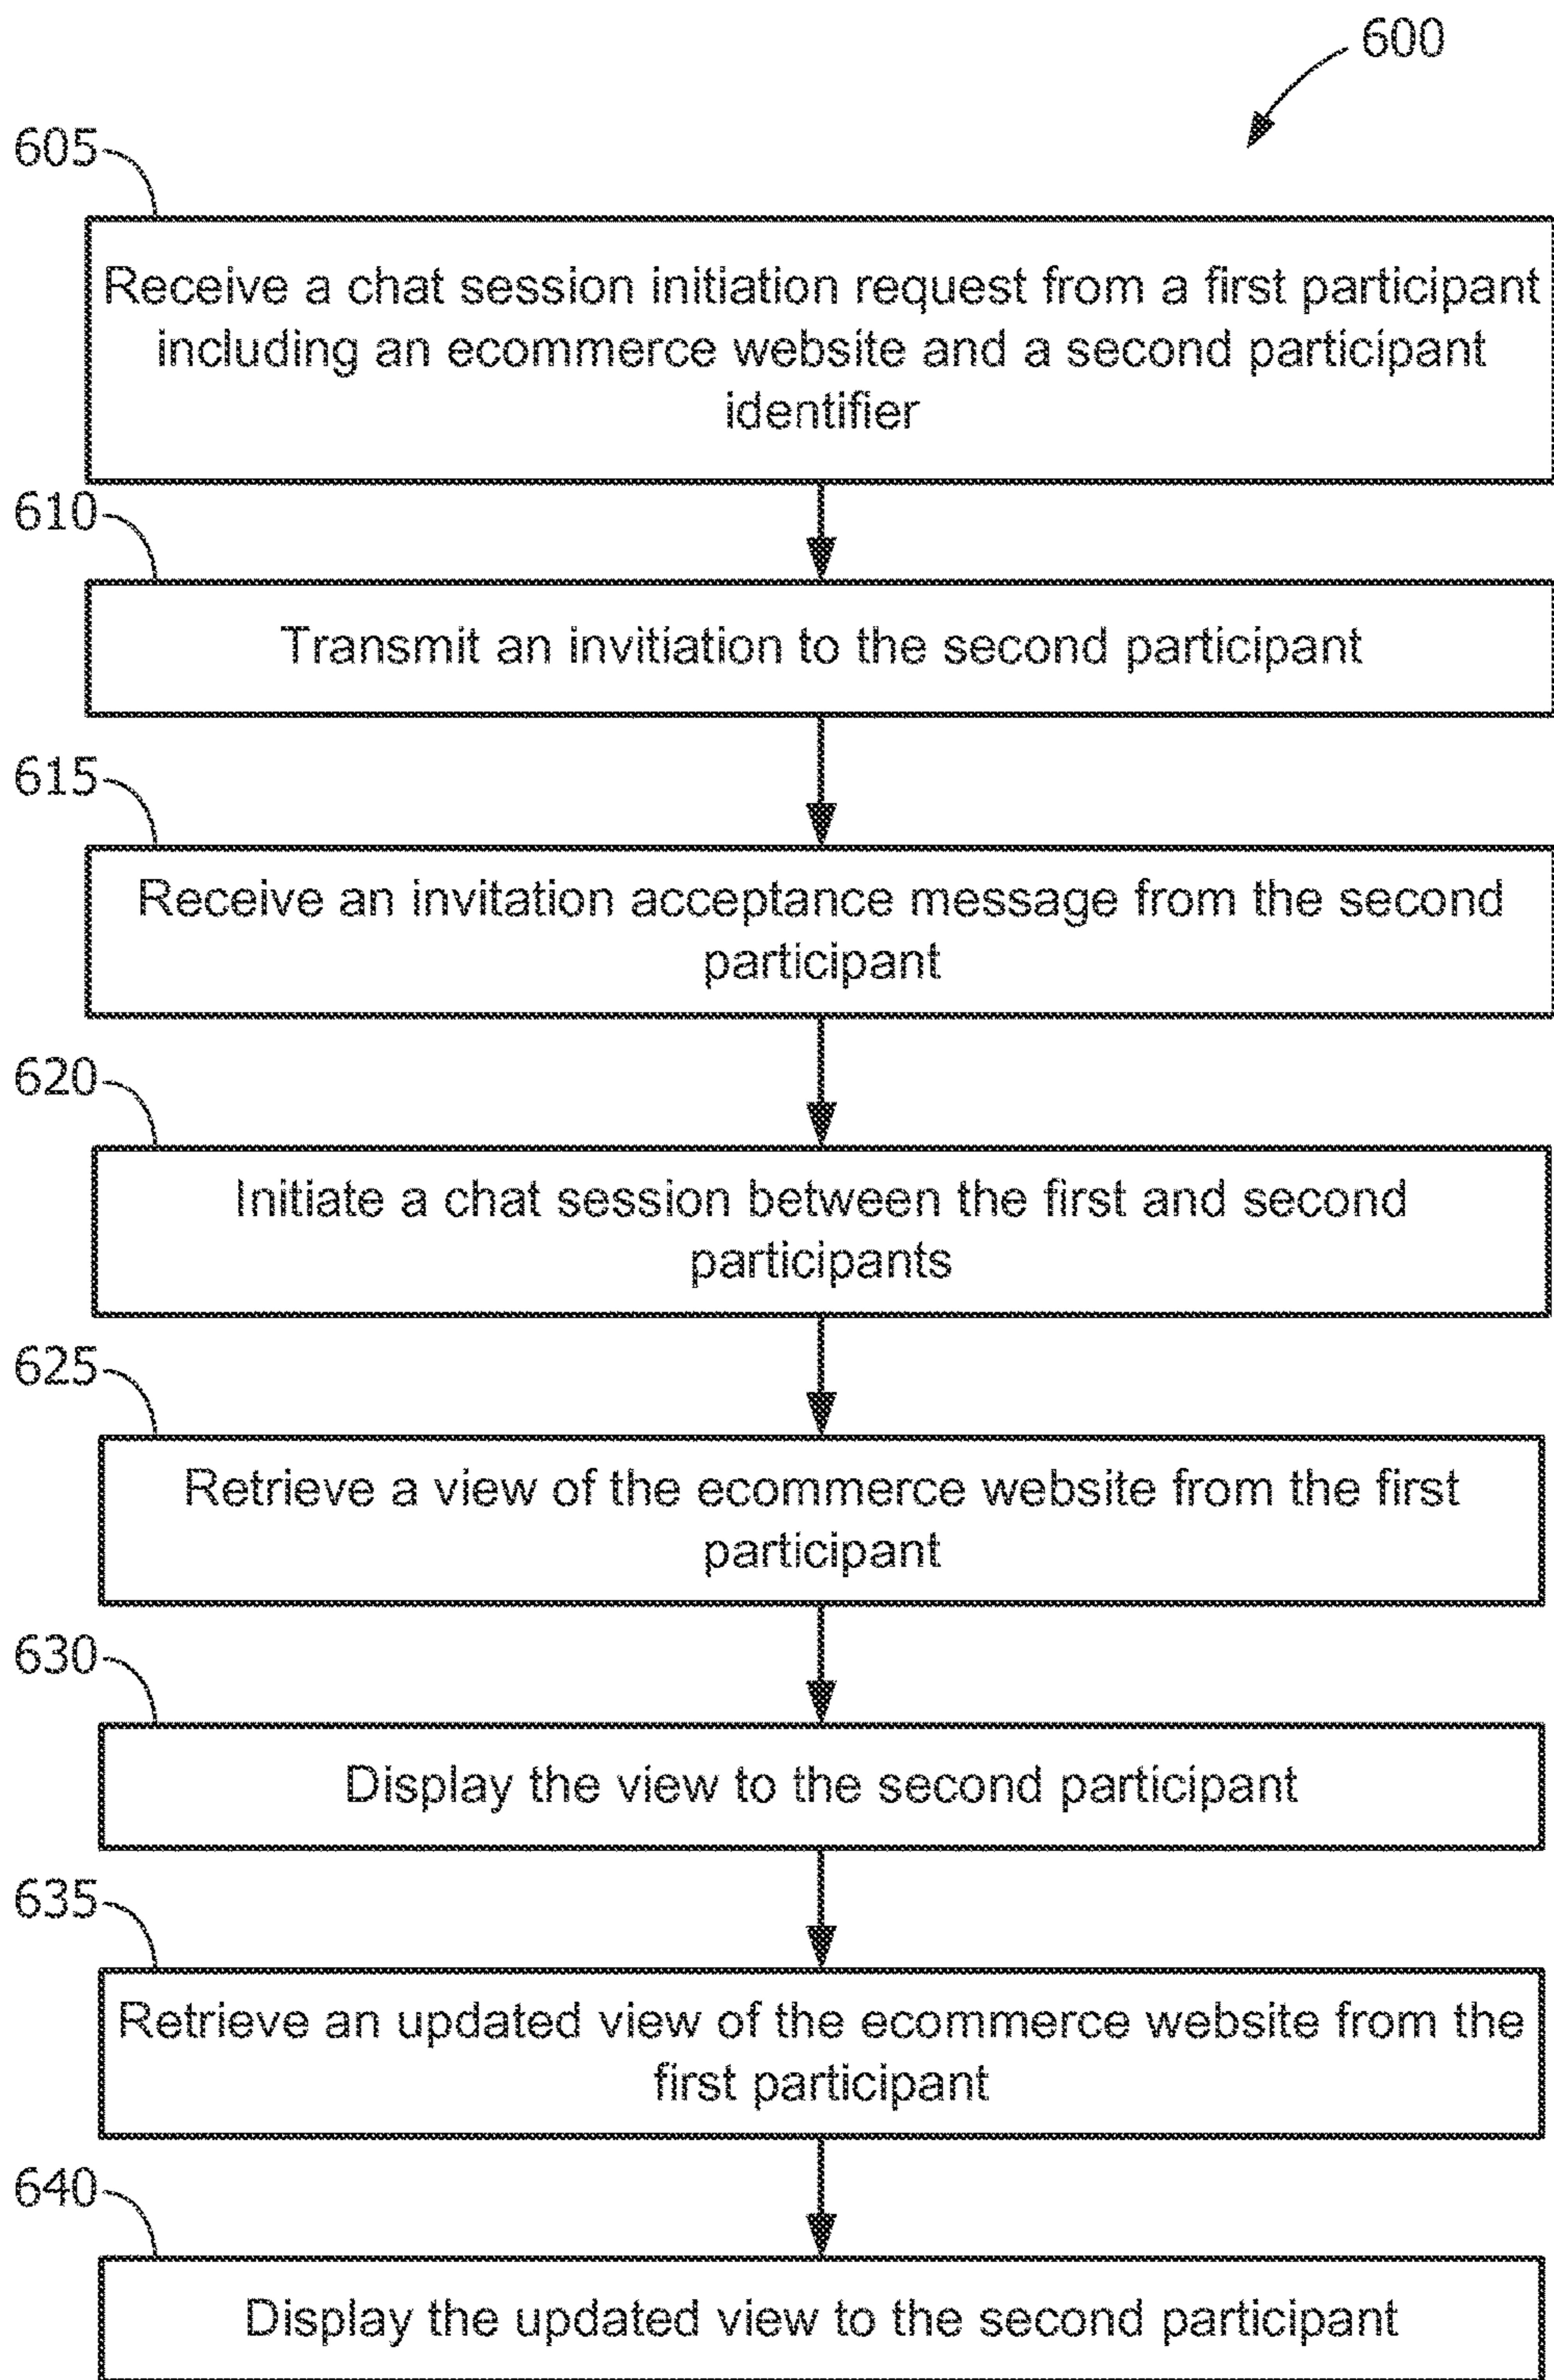 600
605
Receive a chat session initiation request from a first participant
including an ecommerce website and a second participant
identifier
610
Transmit an invitiation to the second participant
615
Receive an invitation acceptance message from the second
participant
620
Initiate a chat session between the first and second
participants
625
Retrieve a view of the ecommerce website from the first
participant
630
Display the view to the second participant
635
Retrieve an updated view of the ecommerce website from the
first participant
640
Display the updated view to the second participant